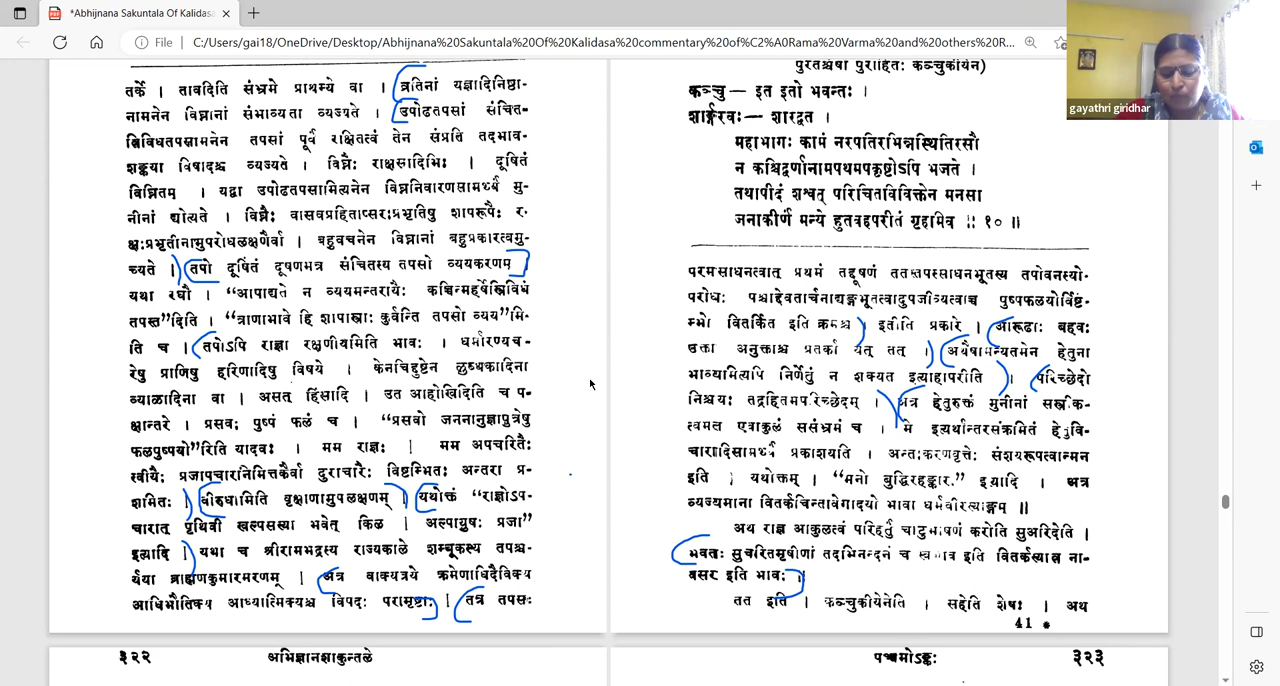 *Abhijnana Sakuntala Of Kalidasa
File
C:/Users/gai18/OneDrive/Desktop/Abhijnana%20Sakuntala%20Of%20Kalidasa%20commentary%20of%C2%A0Rama%20Varma%20and%20others%20R...
gayathri giridhar
तर्के । तावदिति संभ्रमे प्राथम्ये वा । व्रतिनां यज्ञादिनिष्ठा-
नामनेन विघ्नानां संभाव्यता व्यज्यते । उपोढतपसां संचित-
विविधतपसामनेन तपसां पूर्वं रक्षितत्वं तेन संप्रति तदभाव-
शङ्कया विषादश्च व्यज्यते । विघ्नैः राक्षसादिभिः । दूषितं
विघ्नितम् । यद्वा उपोढतपसामित्यनेन विघ्ननिवारणसामर्थ्यं मु-
नीनां द्योत्यते । विघ्नैः वासवप्रहिताप्सरःप्रभृतिषु शापरूपैः र-
क्षःप्रभृतीनामुपरोधलक्षणैर्वा । बहुवचनेन विघ्नानां बहुप्रकारत्वमु-
च्यते । तपो दूषितं दूषणमत्र संचितस्य तपसो व्ययकरणम्
यथा रघौ । “आपाद्यते न व्ययमन्तरायैः कच्चिन्महर्षेस्त्रिविधं
तपस्त”दिति । “त्राणाभावे हि शापास्त्राः कुर्वन्ति तपसो व्यय”मि-
ति च । तपोऽपि राज्ञा रक्षणीयमिति भावः । धर्मारण्यच-
रेषु प्राणिषु हरिणादिषु विषये । केनचिद्दुष्टेन लुब्धकादिना
व्याळादिना वा । असत् हिंसादि । उत आहोस्विदिति च प-
क्षान्तरे । प्रसवः पुष्पं फलं च । “प्रसवो जननानुज्ञापुत्रेषु
फलपुष्पयो”रिति यादवः । मम राज्ञः । मम अपचरितैः
स्वीयैः प्रजापचारनिमित्तकैर्वा दुराचारैः विष्टम्भितः अन्तरा प्र-
शमितः वीरुधामिति वृक्षाणामुपलक्षणम् । यथोक्तं “राज्ञोऽप-
चारात् पृथिवी स्वल्पसस्या भवेत् किल । अल्पायुषः प्रजा”
इत्यादि । यथा च श्रीरामभद्रस्य राज्यकाले शम्बूकस्य तपश्च-
र्यया ब्राह्मणकुमारमरणम् । अत्र वाक्यत्रये क्रमेणाधिदैविक्य
आधिभौतिक्य आध्यात्मिक्यश्च विपदः परामृष्टाः । तत्र तपसः
पुरतश्चैषां पुरोहितः कञ्चुकीयेन)
कञ्चु — इत इतो भवन्तः ।
शार्ङ्गरवः — शारद्वत ।
महाभागः कामं नरपतिरभिन्नस्थितिरसौ
न कश्चिद्वर्णानामपथमपकृष्टोऽपि भजते ।
तथापीदं शश्वत् परिचितविविक्तेन मनसा
जनाकीर्णं मन्ये हुतवहपरीतं गृहमिव ॥ १० ॥
परमसाधनत्वात् प्रथमं तद्दूषणं ततस्तपस्साधनभूतस्य तपोवनस्यो-
परोधः पश्चाद्देवतार्चनाद्यङ्गभूतत्वादुपजीव्यत्वाच्च पुष्पफलयोर्विष्ट-
म्भो वितर्कित इति क्रमश्च । इतीति प्रकारे । आरूढाः बहवः
उक्ता अनुक्ताश्च प्रतर्का यत् तत् । अथैषामन्यतमेन हेतुना
भाव्यमित्यपि निर्णेतुं न शक्यत इत्याहापरीति । परिच्छेदो
निश्चयः तद्रहितमपरिच्छेदम् । अत्र हेतुरुक्तं मुनीनां सस्त्रीक-
त्वमत एवाकुलं ससंभ्रमं च । मे इत्यर्थान्तरसंक्रमितं हेतुवि-
चारादिसामर्थ्यं प्रकाशयति । अन्तःकरणवृत्तेः संशयरूपत्वान्मन
इति । यथोक्तम् । “मनो बुद्धिरहङ्कार.” इत्यादि । अत्र
व्यज्यमाना वितर्कचिन्तावेगादयो भावा धर्मवीरस्याङ्गम् ॥
अथ राज्ञ आकुलत्वं परिहर्तुं चाटुभाषणं करोति सुअरिदेति ।
भवतः सुचरितमृषीणां तदभिनन्दनं च स्वभाव इति वितर्कस्यात्र ना-
वसर इति भावः ।
तत इति । कञ्चुकीयेनेति । सहेति शेषः । अथ
41 *
३२२
अभिज्ञानशाकुन्तले
पञ्चमोऽङ्कः
३२३